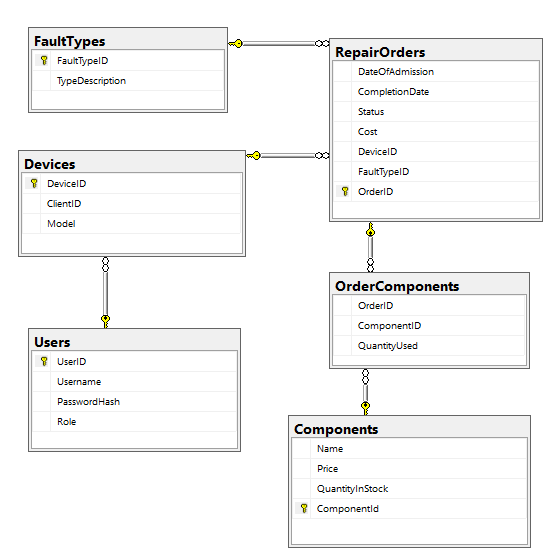 FaultTypes
FaultTypeID
TypeDescription
RepairOrders
DateOfAdmission
CompletionDate
Status
Cost
DeviceID
FaultTypeID
OrderID
Devices
DeviceID
ClientID
Model
OrderComponents
OrderID
ComponentID
QuantityUsed
Users
UserID
Username
PasswordHash
Role
Components
Name
Price
QuantityInStock
ComponentId